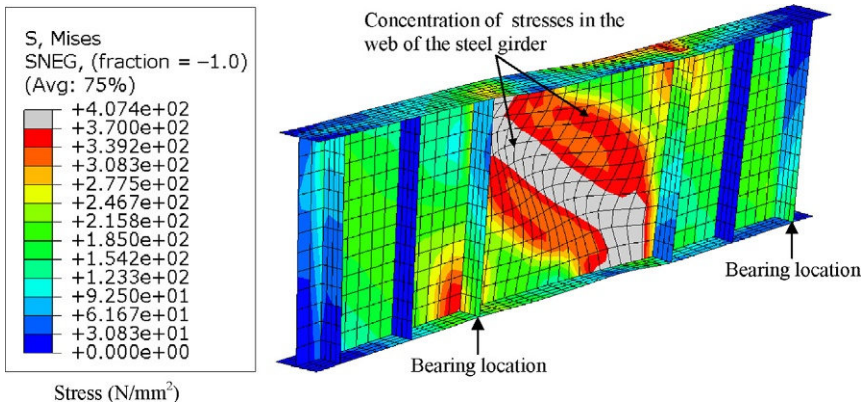 S, Mises
SNEG, (fraction = −1.0)
(Avg: 75%)
+4.074e+02
+3.700e+02
+3.392e+02
+3.083e+02
+2.775e+02
+2.467e+02
+2.158e+02
+1.850e+02
+1.542e+02
+1.233e+02
+9.250e+01
+6.167e+01
+3.083e+01
+0.000e+00
Stress (N/mm²)
Concentration of stresses in the
web of the steel girder
Bearing location
Bearing location